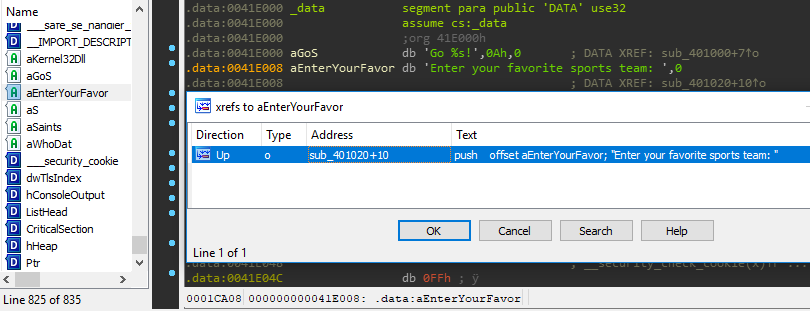 Name
___safe_se_handler_
__IMPORT_DESCRIPT
aKernel32Dll
aGoS
aEnterYourFavor
aS
aSaints
aWhoDat
___security_cookie
dwTlsIndex
hConsoleOutput
ListHead
CriticalSection
hHeap
Ptr
Line 825 of 835
.data:0041E000 _data segment para public 'DATA' use32
.data:0041E000 assume cs:_data
.data:0041E000 ;org 41E000h
.data:0041E000 aGoS db 'Go %s!',0Ah,0 ; DATA XREF: sub_401000+7↑o
.data:0041E008 aEnterYourFavor db 'Enter your favorite sports team: ',0
.data:0041E008 ; DATA XREF: sub_401020+10↑o
xrefs to aEnterYourFavor
Direction Type Address Text
Up o sub_401020+10 push offset aEnterYourFavor; "Enter your favorite sports team: "
OK Cancel Search Help
Line 1 of 1
.data:0041E04C db 0FFh ; ÿ
0001CA08 000000000041E008: .data:aEnterYourFavor